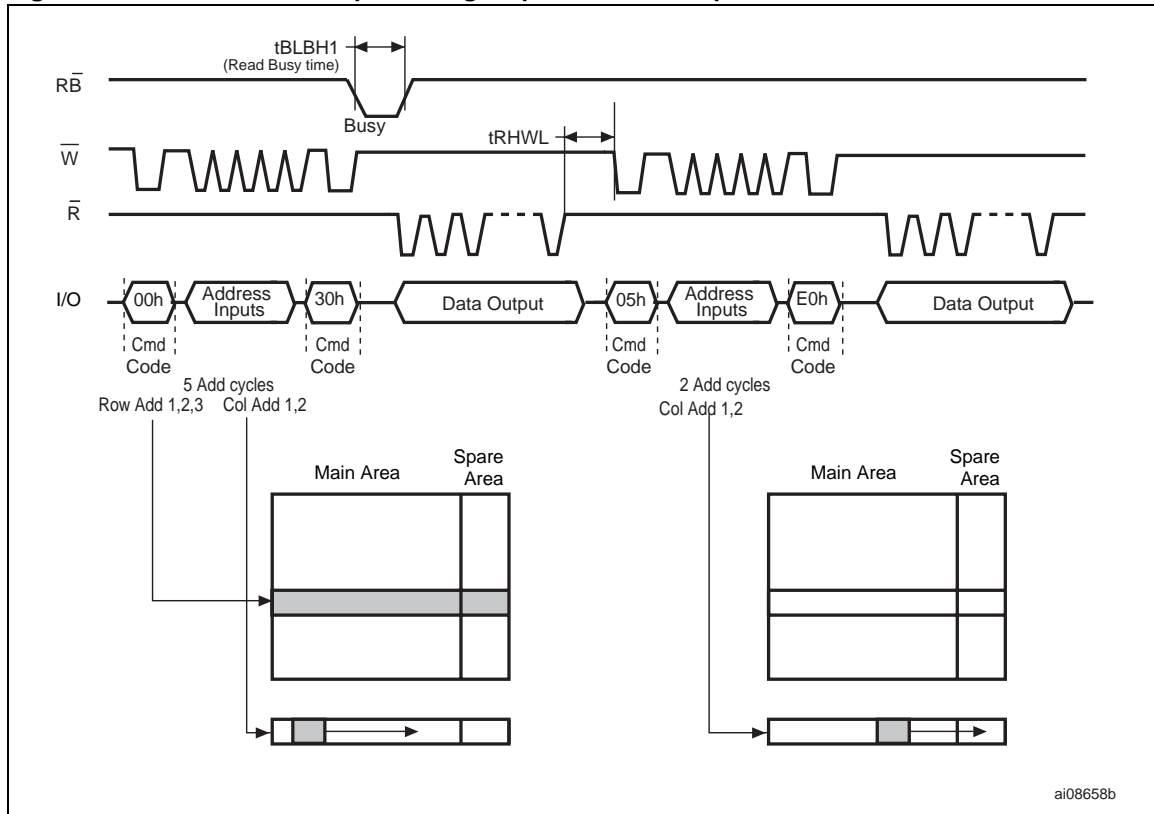 tBLBH1
(Read Busy time)
RB̅
Busy
tRHWL
W̅
R̅
I/O
00h
Address
Inputs
30h
Data Output
05h
Address
Inputs
E0h
Data Output
Cmd
Code
Cmd
Code
Cmd
Code
Cmd
Code
5 Add cycles
Row Add 1,2,3
Col Add 1,2
2 Add cycles
Col Add 1,2
Main Area
Spare
Area
Main Area
Spare
Area
ai08658b